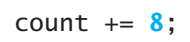 count += 8;